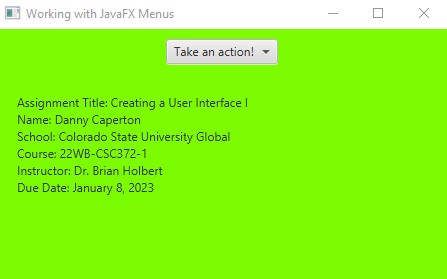 Working with JavaFX Menus
Take an action!
Assignment Title: Creating a User Interface I
Name: Danny Caperton
School: Colorado State University Global
Course: 22WB-CSC372-1
Instructor: Dr. Brian Holbert
Due Date: January 8, 2023